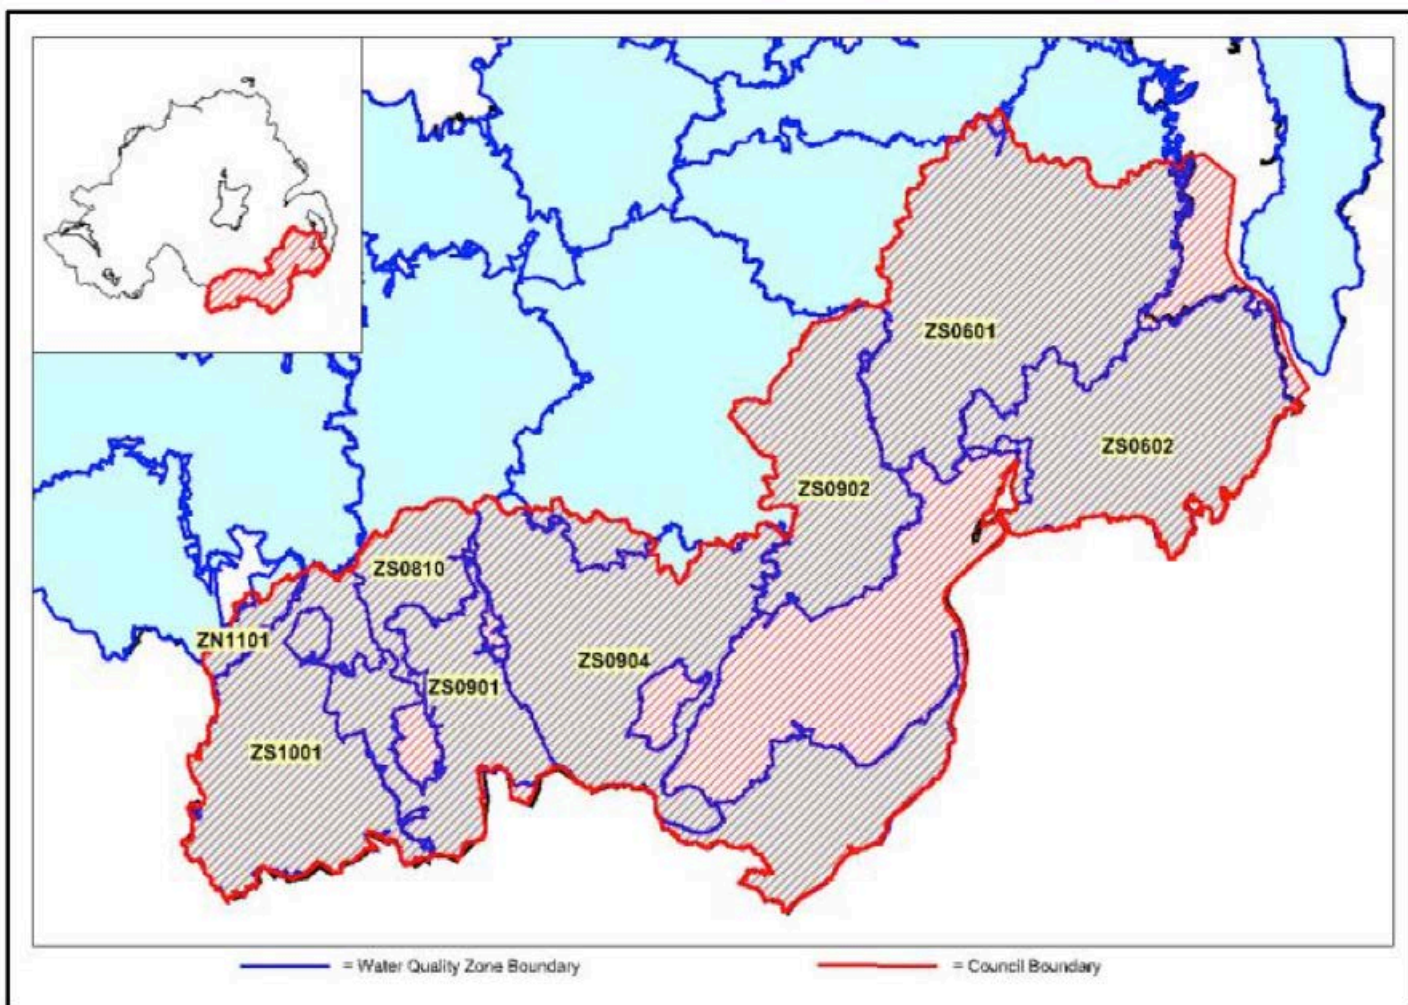 ZS0601
ZS0602
ZS0902
ZS0810
ZN1101
ZS0904
ZS0901
ZS1001
= Water Quality Zone Boundary
= Council Boundary